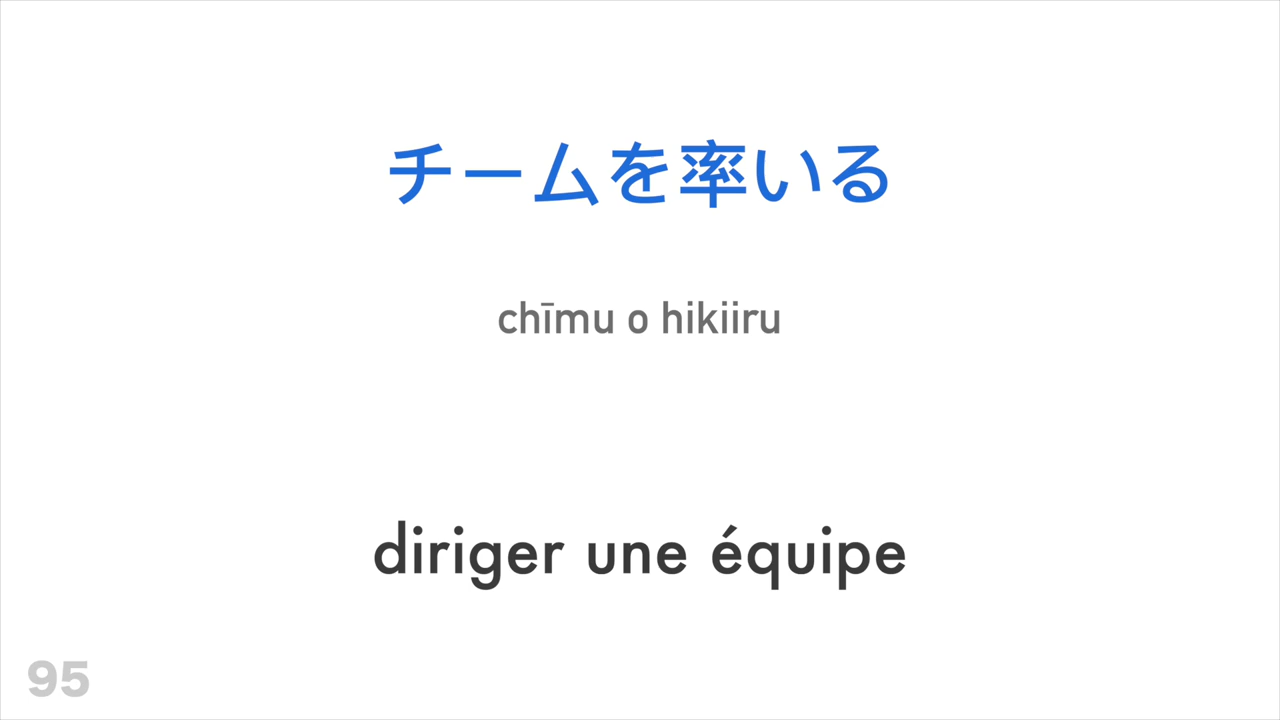 チームを率いる
chīmu o hikiiru
diriger une équipe
95